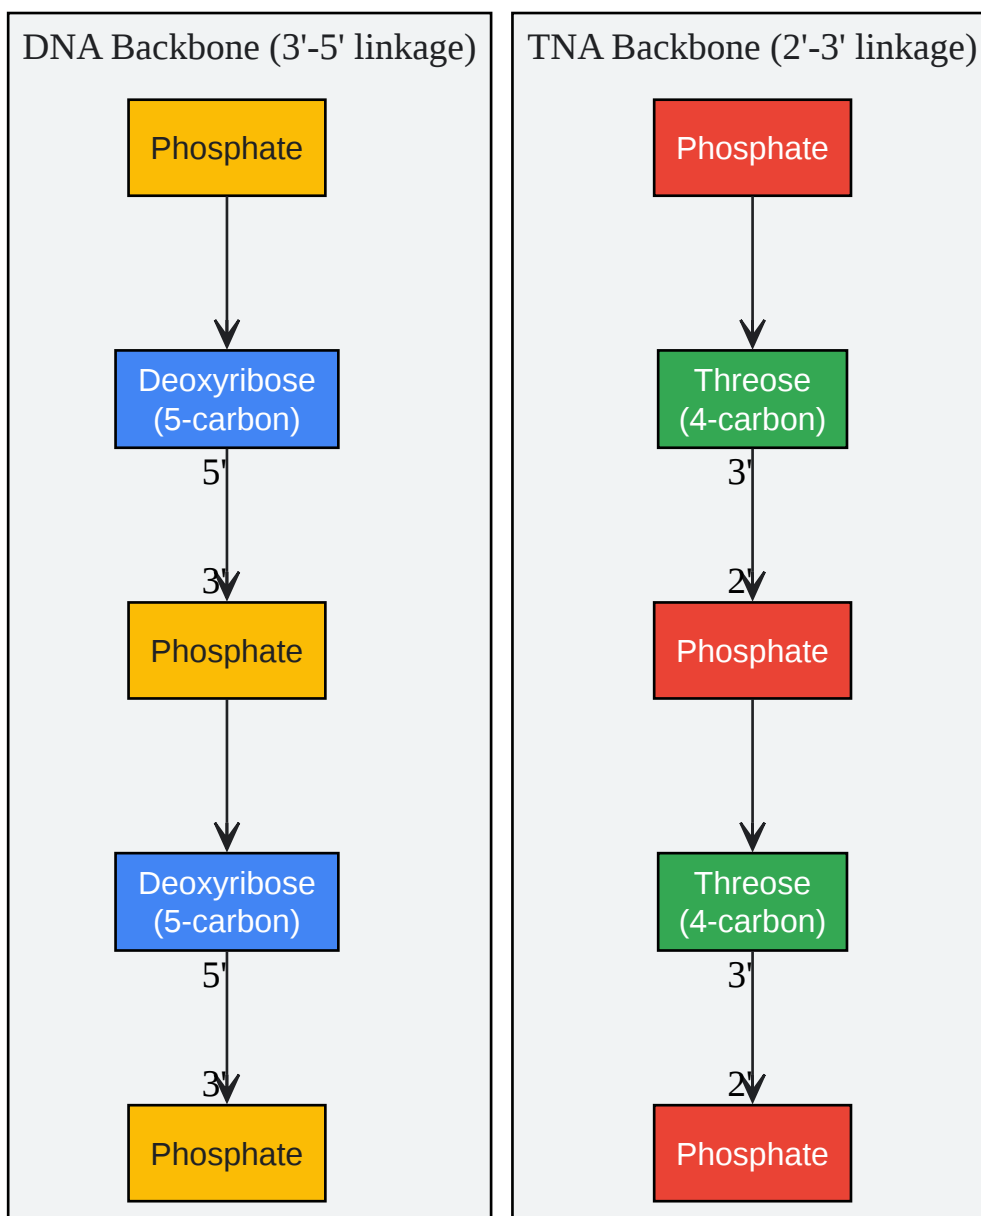 DNA Backbone (3'-5' linkage)
Phosphate
Deoxyribose
(5-carbon)
5'
3'
Phosphate
Deoxyribose
(5-carbon)
5'
3'
Phosphate
TNA Backbone (2'-3' linkage)
Phosphate
Threose
(4-carbon)
3'
2'
Phosphate
Threose
(4-carbon)
3'
2'
Phosphate